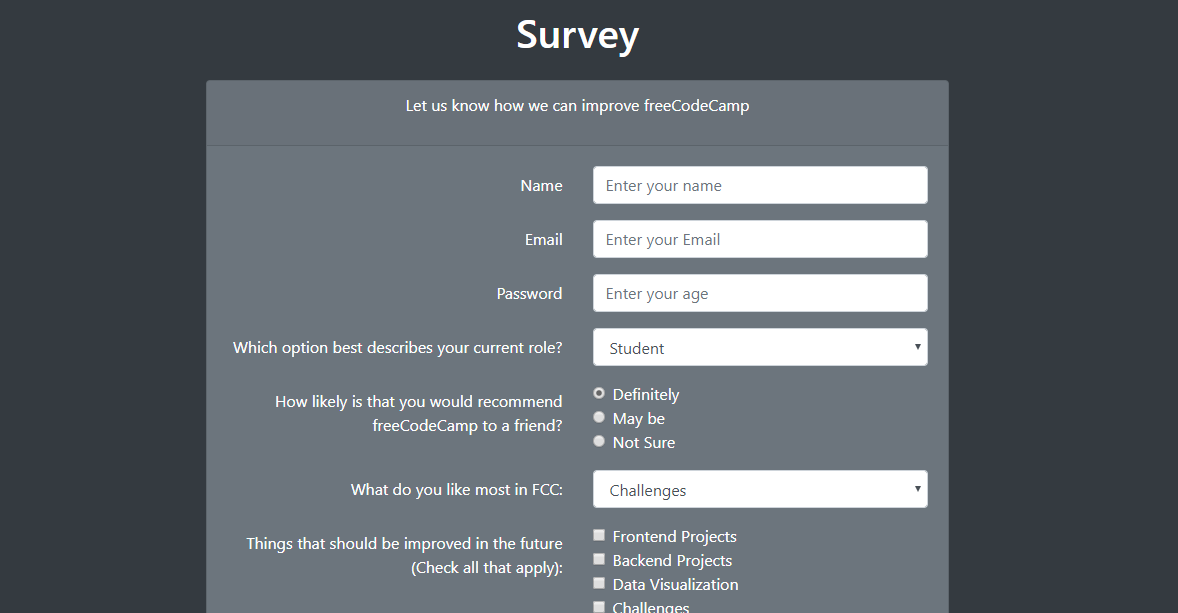 Survey
Let us know how we can improve freeCodeCamp
Name
Enter your name
Email
Enter your Email
Password
Enter your age
Which option best describes your current role?
Student
How likely is that you would recommend
freeCodeCamp to a friend?
Definitely
May be
Not Sure
What do you like most in FCC:
Challenges
Things that should be improved in the future
(Check all that apply):
Frontend Projects
Backend Projects
Data Visualization
Challenges